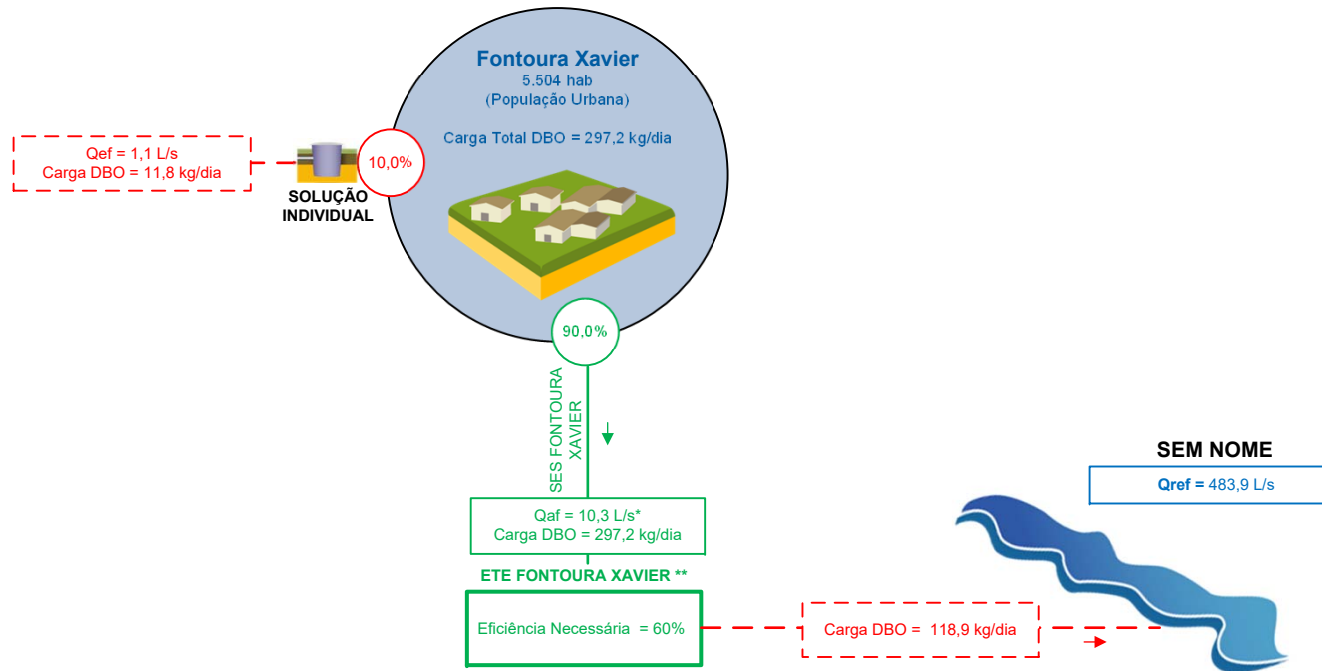 Fontoura Xavier
5.504 hab
(População Urbana)
Carga Total DBO = 297,2 kg/dia
Qef = 1,1 L/s
Carga DBO = 11,8 kg/dia
SOLUÇÃO
INDIVIDUAL
10,0%
90,0%
SES FONTOURA
XAVIER
Qaf = 10,3 L/s*
Carga DBO = 297,2 kg/dia
ETE FONTOURA XAVIER **
Eficiência Necessária = 60%
Carga DBO = 118,9 kg/dia
SEM NOME
Qref = 483,9 L/s